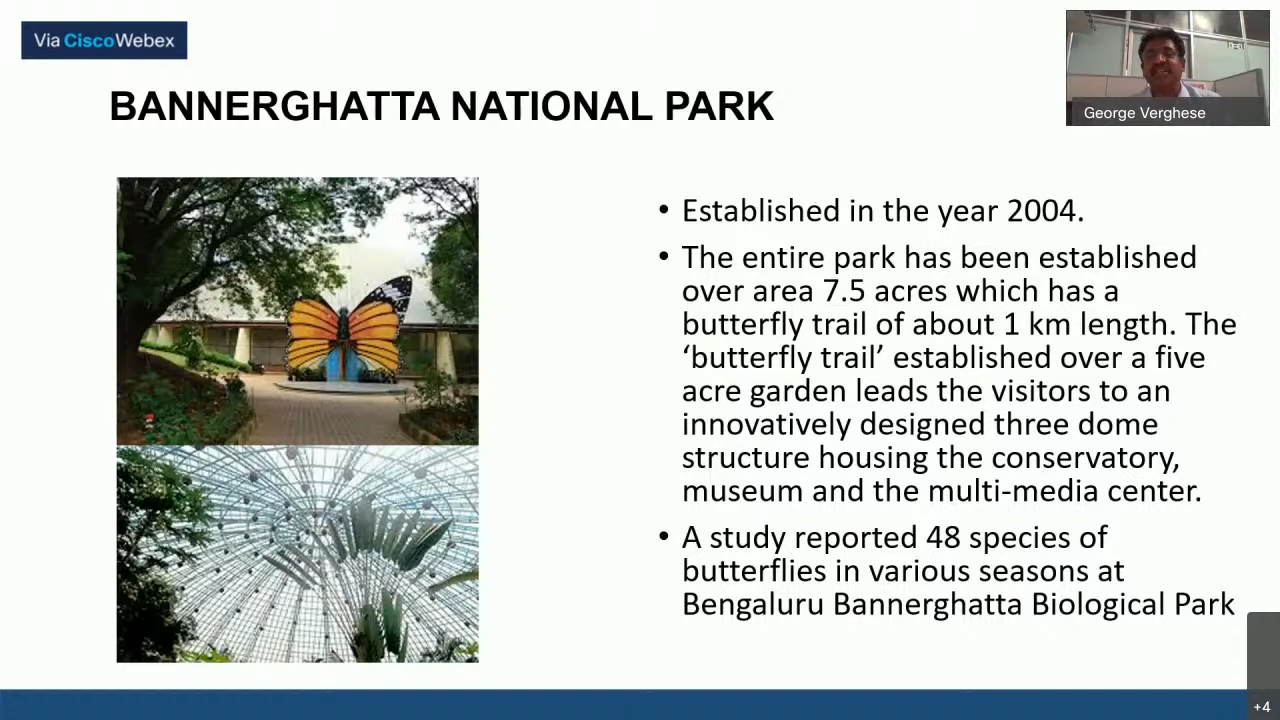 Via Cisco Webex
George Verghese
BANNERGHATTA NATIONAL PARK
• Established in the year 2004.
• The entire park has been established
over area 7.5 acres which has a
butterfly trail of about 1 km length. The
‘butterfly trail’ established over a five
acre garden leads the visitors to an
innovatively designed three dome
structure housing the conservatory,
museum and the multi-media center.
• A study reported 48 species of
butterflies in various seasons at
Bengaluru Bannerghatta Biological Park
+4